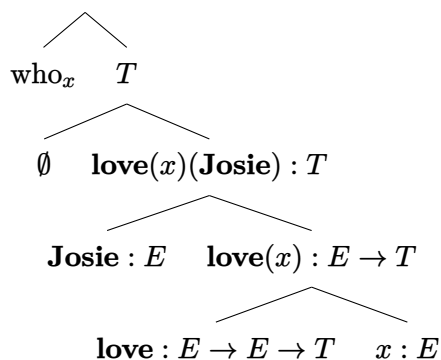 who_x T
∅ love(x)(Josie) : T
Josie : E love(x) : E → T
love : E → E → T x : E